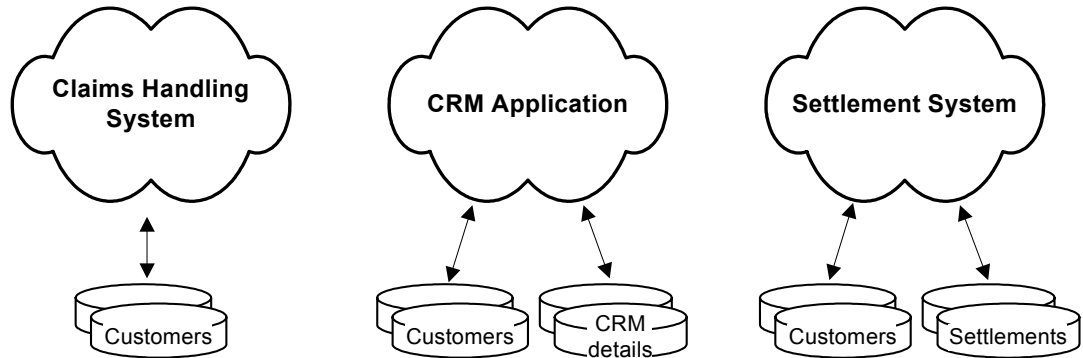 Claims Handling
System
CRM Application
Settlement System
Customers
Customers
CRM
details
Customers
Settlements